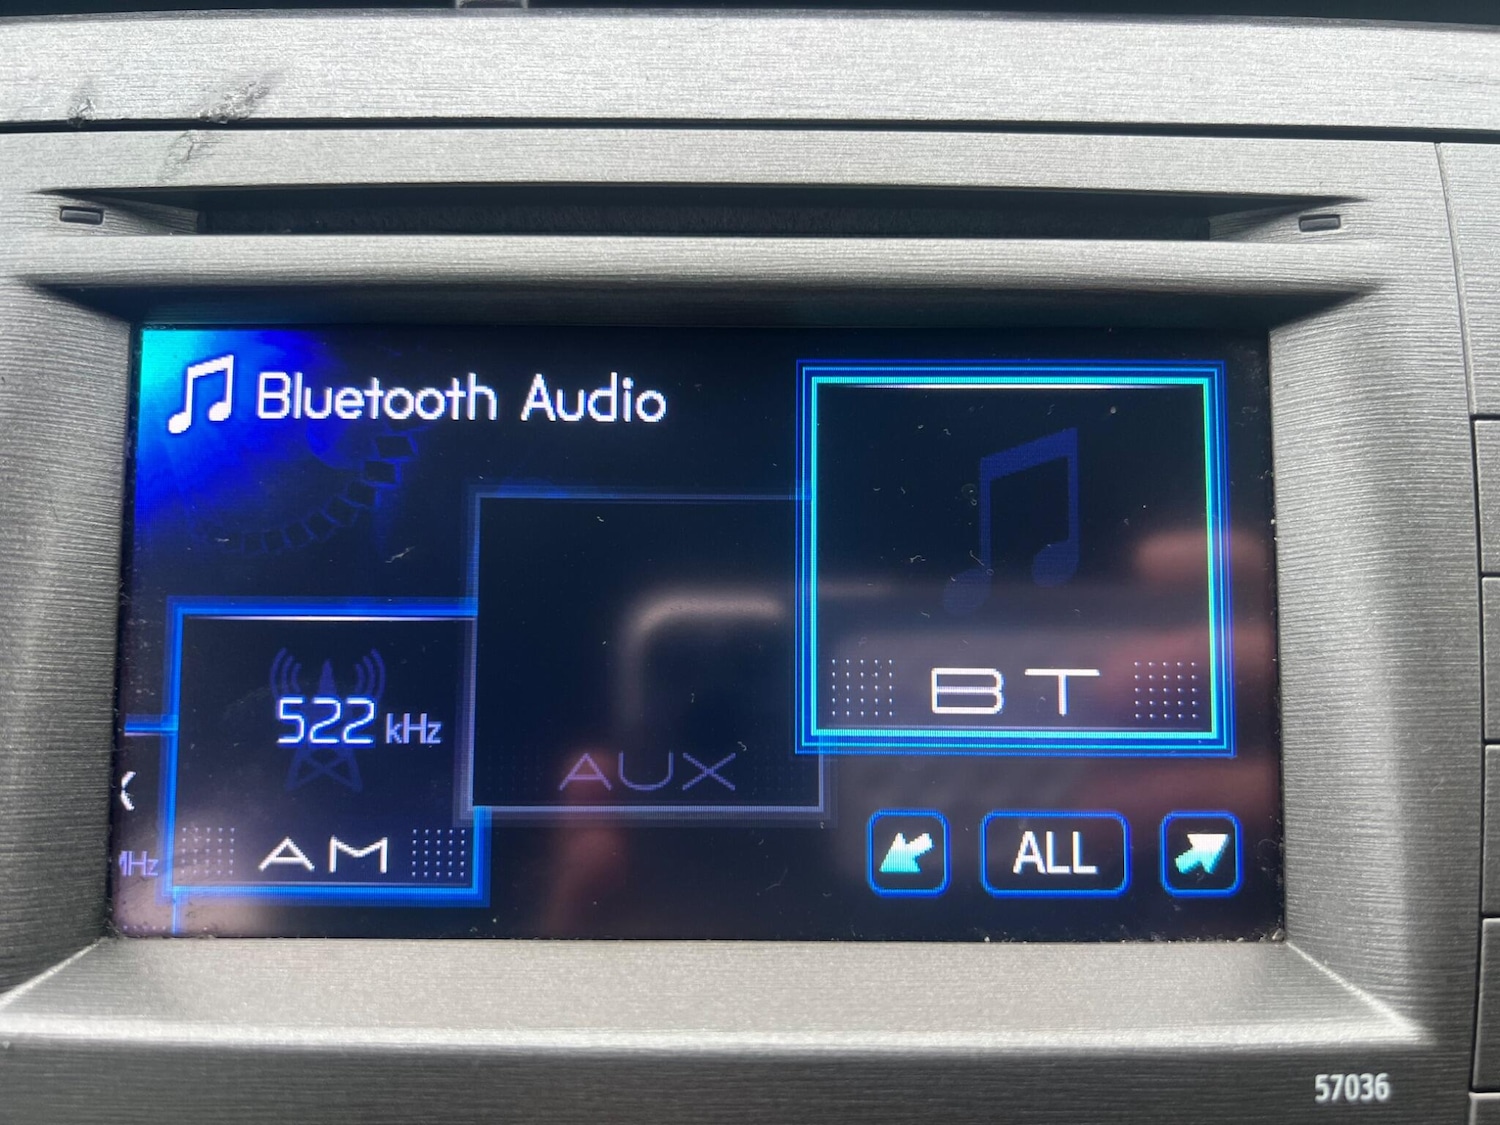 Bluetooth Audio
BT
522 kHz
AUX
AM
MHz
ALL
57036